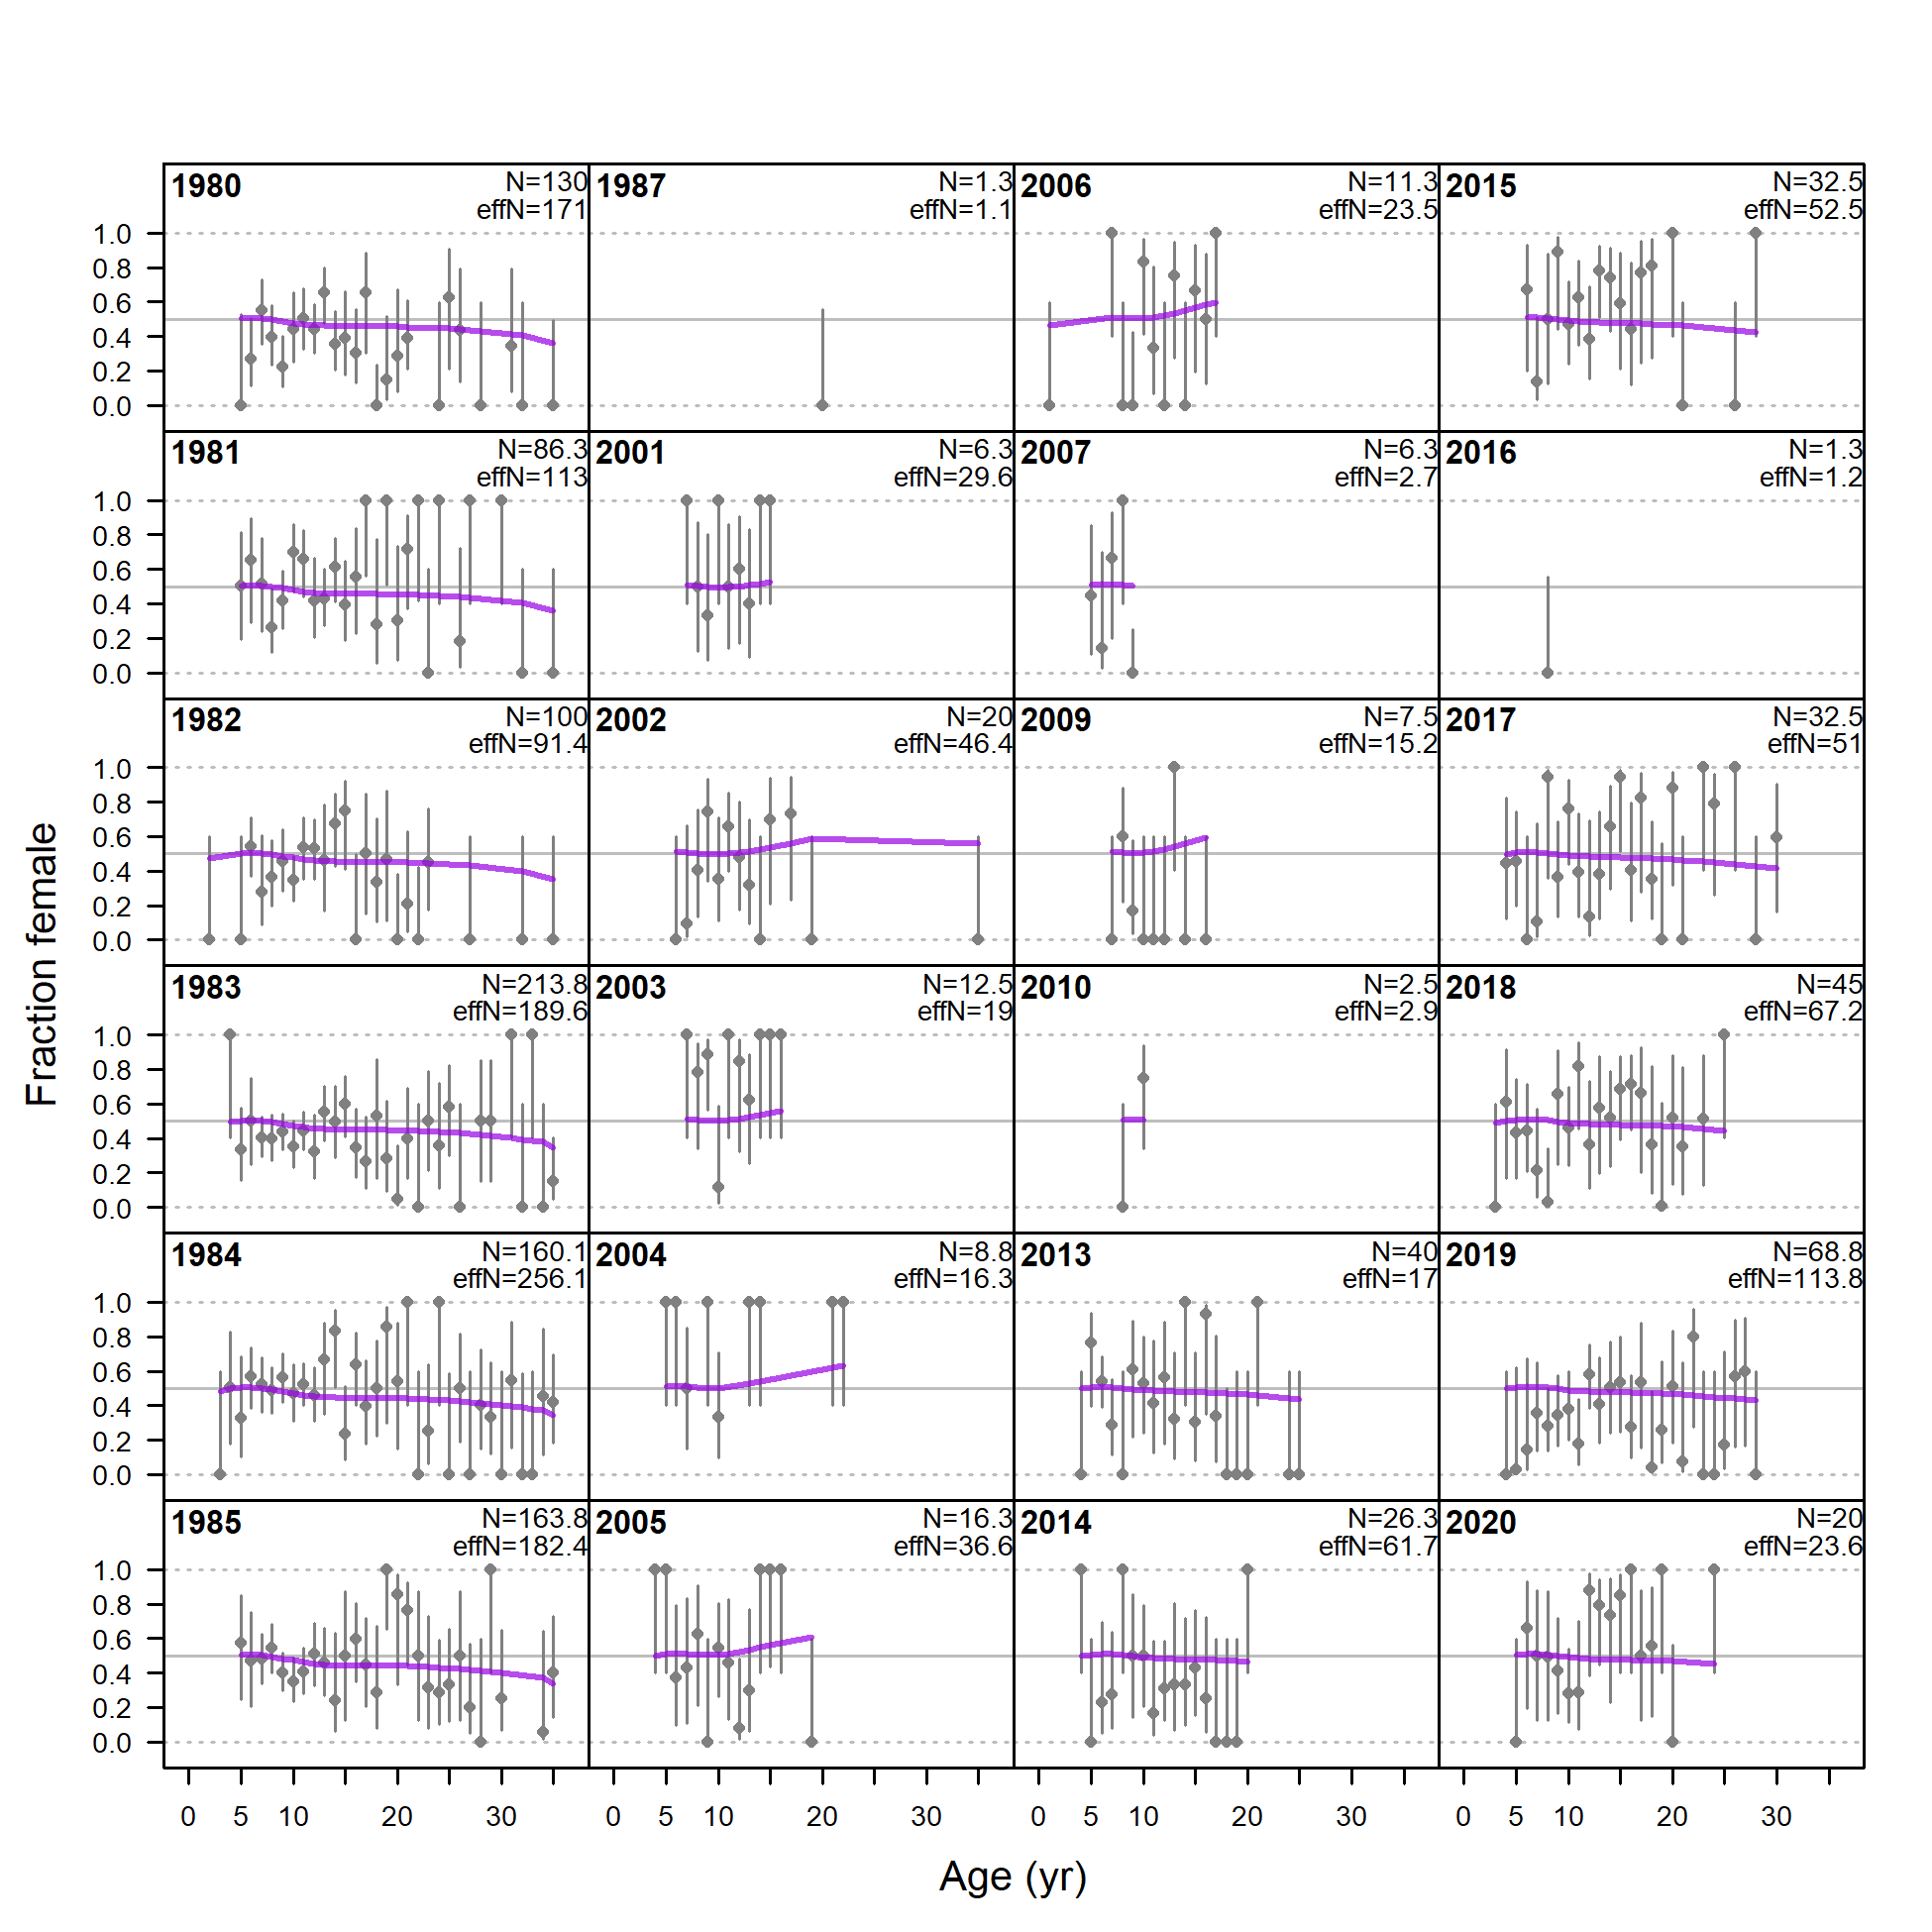 1980 N=130 1987 N=1.3 2006 N=11.3 2015 N=32.5
effN=171 effN=1.1 effN=23.5 effN=52.5
1.0
0.8
0.6
0.4
0.2
0.0
1981 N=86.3 2001 N=6.3 2007 N=6.3 2016 N=1.3
effN=113 effN=29.6 effN=2.7 effN=1.2
1.0
0.8
0.6
0.4
0.2
0.0
1982 N=100 2002 N=20 2009 N=7.5 2017 N=32.5
effN=91.4 effN=46.4 effN=15.2 effN=51
1.0
0.8
0.6
0.4
0.2
0.0
Fraction female
1983 N=213.8 2003 N=12.5 2010 N=2.5 2018 N=45
effN=189.6 effN=19 effN=2.9 effN=67.2
1.0
0.8
0.6
0.4
0.2
0.0
1984 N=160.1 2004 N=8.8 2013 N=40 2019 N=68.8
effN=256.1 effN=16.3 effN=17 effN=113.8
1.0
0.8
0.6
0.4
0.2
0.0
1985 N=163.8 2005 N=16.3 2014 N=26.3 2020 N=20
effN=182.4 effN=36.6 effN=61.7 effN=23.6
1.0
0.8
0.6
0.4
0.2
0.0
0 5 10 20 30 0 5 10 20 30 0 5 10 20 30 0 5 10 20 30
Age (yr)